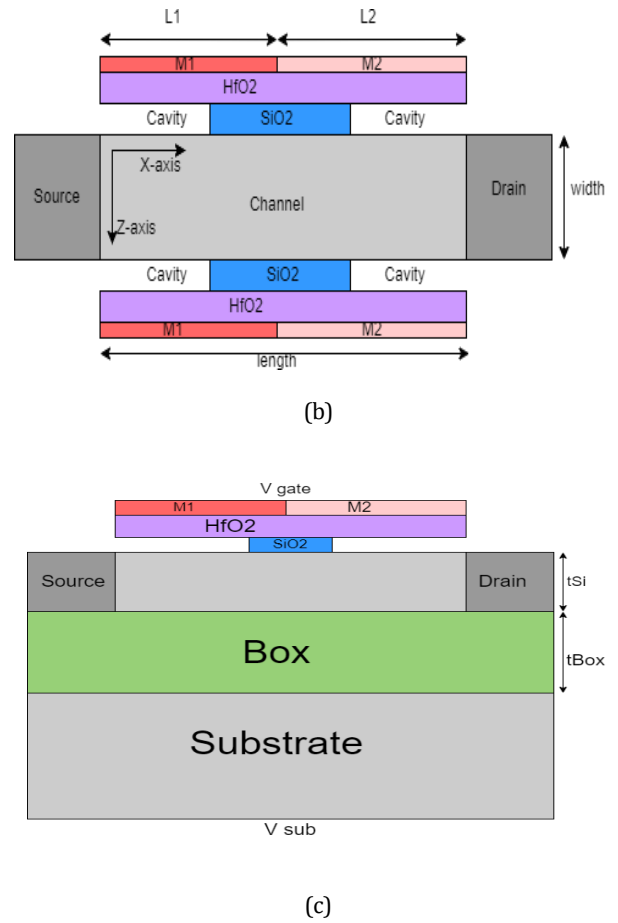 L1 L2
M1 M2
HfO2
Cavity SiO2 Cavity
X-axis
Source Channel Drain width
Z-axis
Cavity SiO2 Cavity
HfO2
M1 M2
length
(b)
V gate
M1 M2
HfO2
SiO2
Source Drain tSi
Box tBox
Substrate
V sub
(c)